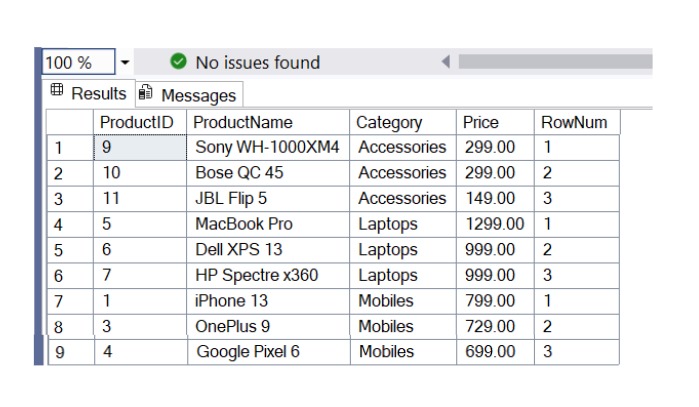 100 % No issues found
Results Messages
ProductID ProductName Category Price RowNum
1 9 Sony WH-1000XM4 Accessories 299.00 1
2 10 Bose QC 45 Accessories 299.00 2
3 11 JBL Flip 5 Accessories 149.00 3
4 5 MacBook Pro Laptops 1299.00 1
5 6 Dell XPS 13 Laptops 999.00 2
6 7 HP Spectre x360 Laptops 999.00 3
7 1 iPhone 13 Mobiles 799.00 1
8 3 OnePlus 9 Mobiles 729.00 2
9 4 Google Pixel 6 Mobiles 699.00 3